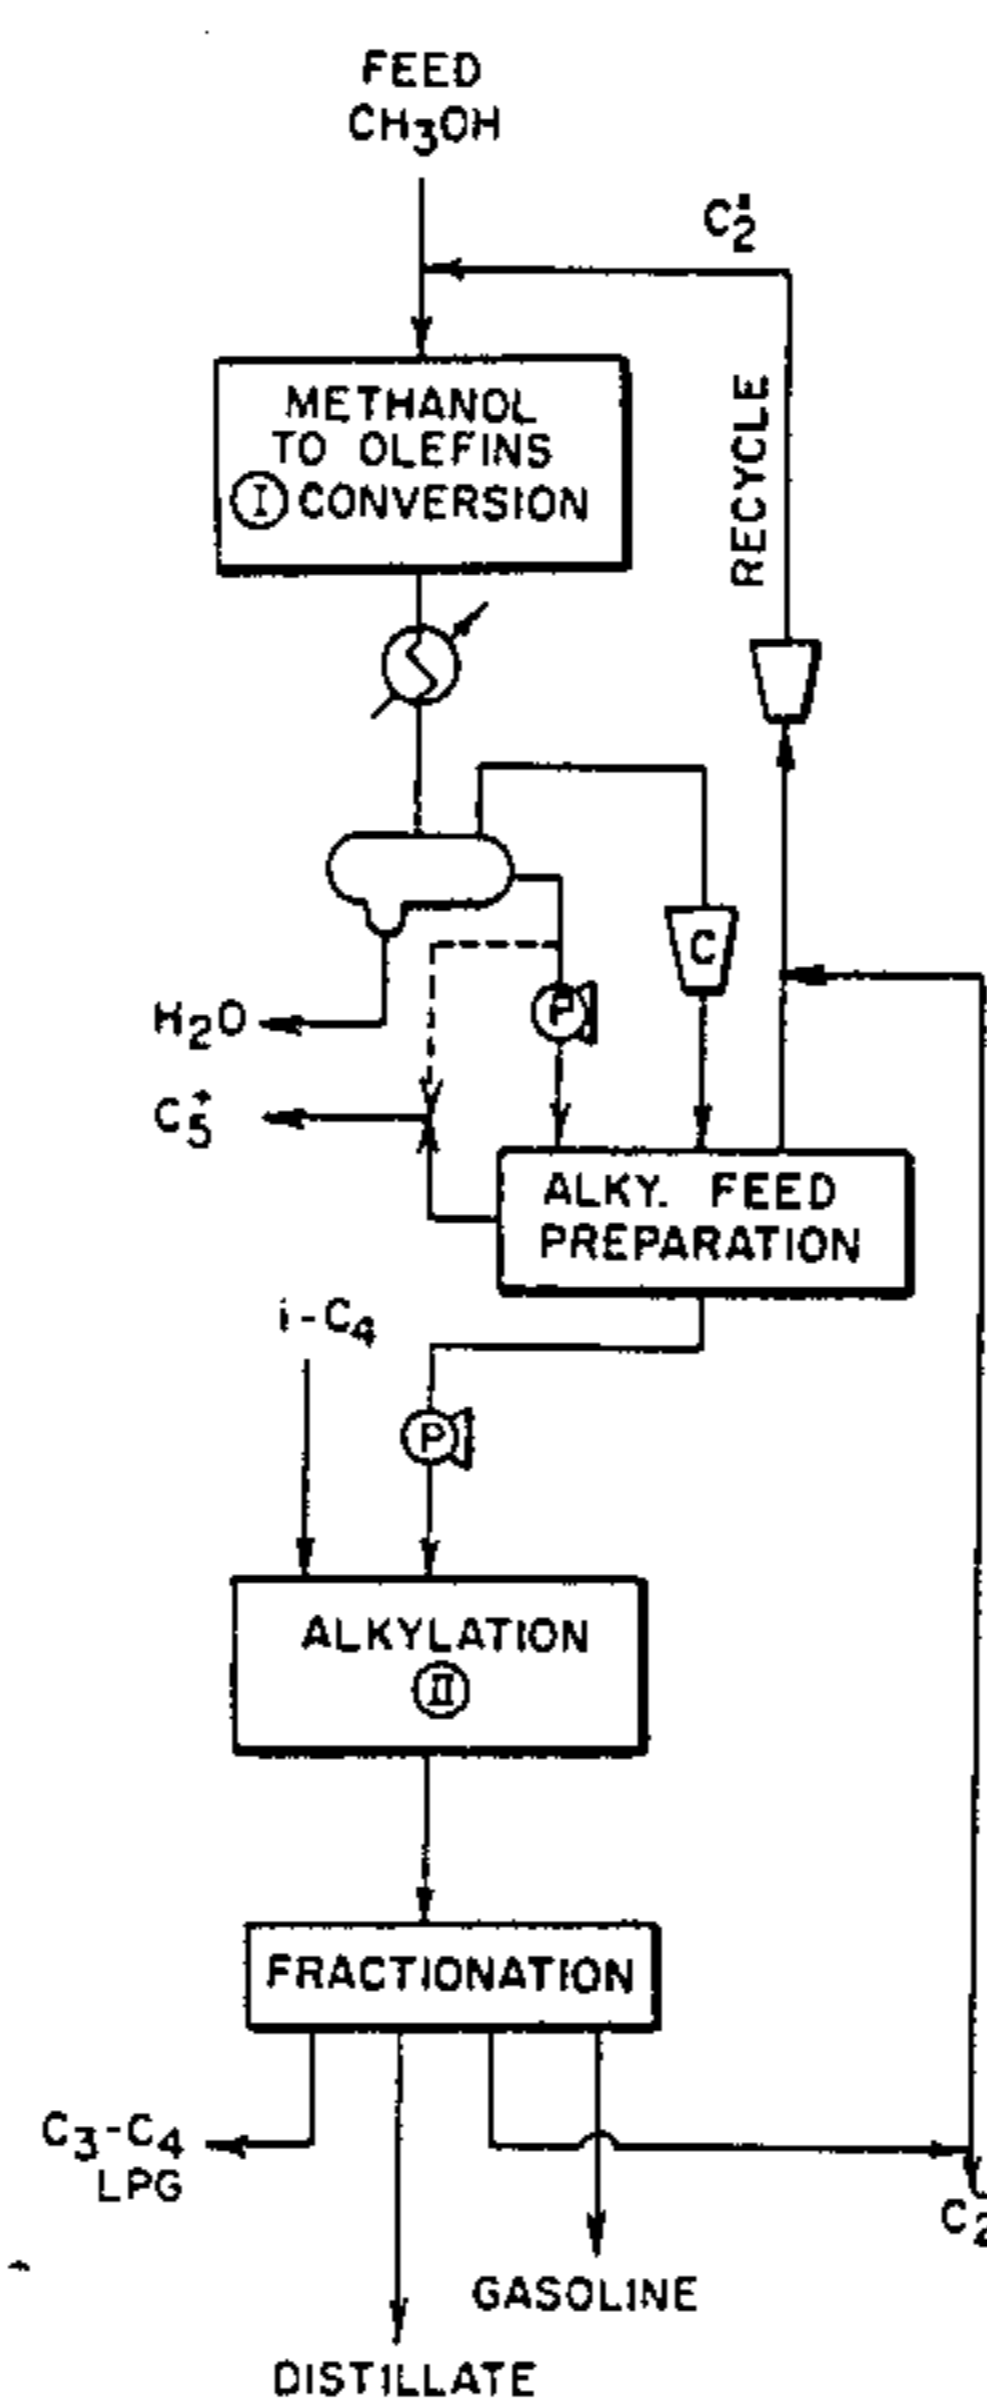 FEED
CH3OH
C2=
METHANOL
TO OLEFINS
I CONVERSION
RECYCLE
C
P
H2O
C5+
ALKY. FEED
PREPARATION
i-C4
P
ALKYLATION
II
FRACTIONATION
C3-C4
LPG
C2
GASOLINE
DISTILLATE